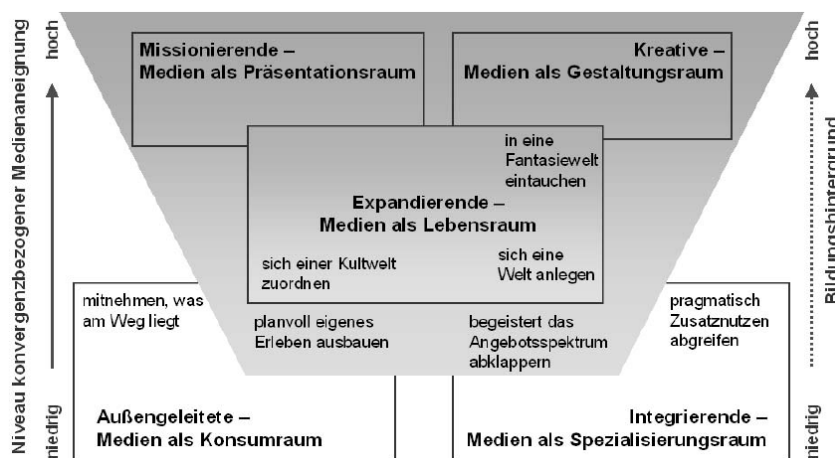 Niveau konvergenzbezogener Medienaneignung
hoch
niedrig
Missionierende –
Medien als Präsentationsraum
Kreative –
Medien als Gestaltungsraum
in eine
Fantasiewelt
eintauchen
Expandierende –
Medien als Lebensraum
sich einer Kultwelt
zuordnen
sich eine
Welt anlegen
mitnehmen, was
am Weg liegt
planvoll eigenes
Erleben ausbauen
begeistert das
Angebotsspektrum
abklappern
pragmatisch
Zusatznutzen
abgreifen
Außengeleitete –
Medien als Konsumraum
Integrierende –
Medien als Spezialisierungsraum
hoch
niedrig
Bildungshintergrund